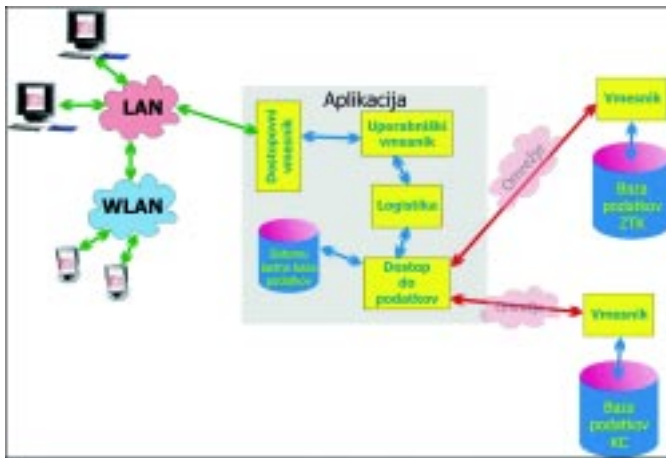 LAN
WLAN
Aplikacija
Dostopovni
vmesnik
Uporabniški
vmesnik
Logistika
Dostop
do
podatkov
baza
podatkov
Omrežje
Omrežje
Vmesnik
Baza
podatkov
ZTK
Vmesnik
Baza
podatkov
KC